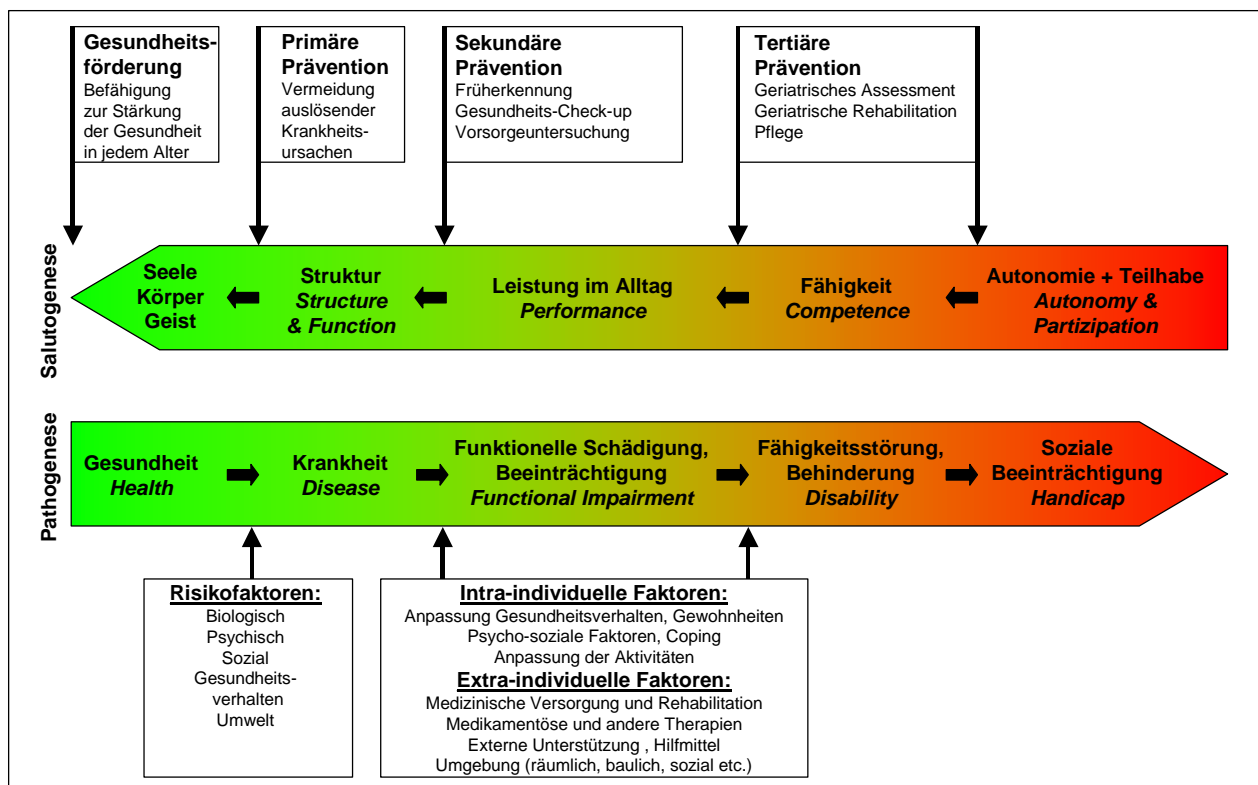 Gesundheits-
förderung
Befähigung
zur Stärkung
der Gesundheit
in jedem Alter
Primäre
Prävention
Vermeidung
auslösender
Krankheits-
ursachen
Sekundäre
Prävention
Früherkennung
Gesundheits-Check-up
Vorsorgeuntersuchung
Tertiäre
Prävention
Geriatrisches Assessment
Geriatrische Rehabilitation
Pflege
Salutogenese
Seele
Körper
Geist
Struktur
Structure
& Function
Leistung im Alltag
Performance
Fähigkeit
Competence
Autonomie + Teilhabe
Autonomy &
Partizipation
Pathogenese
Gesundheit
Health
Krankheit
Disease
Funktionelle Schädigung,
Beeinträchtigung
Functional Impairment
Fähigkeitsstörung,
Behinderung
Disability
Soziale
Beeinträchtigung
Handicap
Risikofaktoren:
Biologisch
Psychisch
Sozial
Gesundheits-
verhalten
Umwelt
Intra-individuelle Faktoren:
Anpassung Gesundheitsverhalten, Gewohnheiten
Psycho-soziale Faktoren, Coping
Anpassung der Aktivitäten
Extra-individuelle Faktoren:
Medizinische Versorgung und Rehabilitation
Medikamentöse und andere Therapien
Externe Unterstützung , Hilfmittel
Umgebung (räumlich, baulich, sozial etc.)